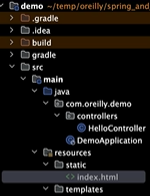 demo ~/temp/oreilly/spring_and
.gradle
.idea
build
gradle
src
main
java
com.oreilly.demo
controllers
HelloController
DemoApplication
resources
static
index.html
templates